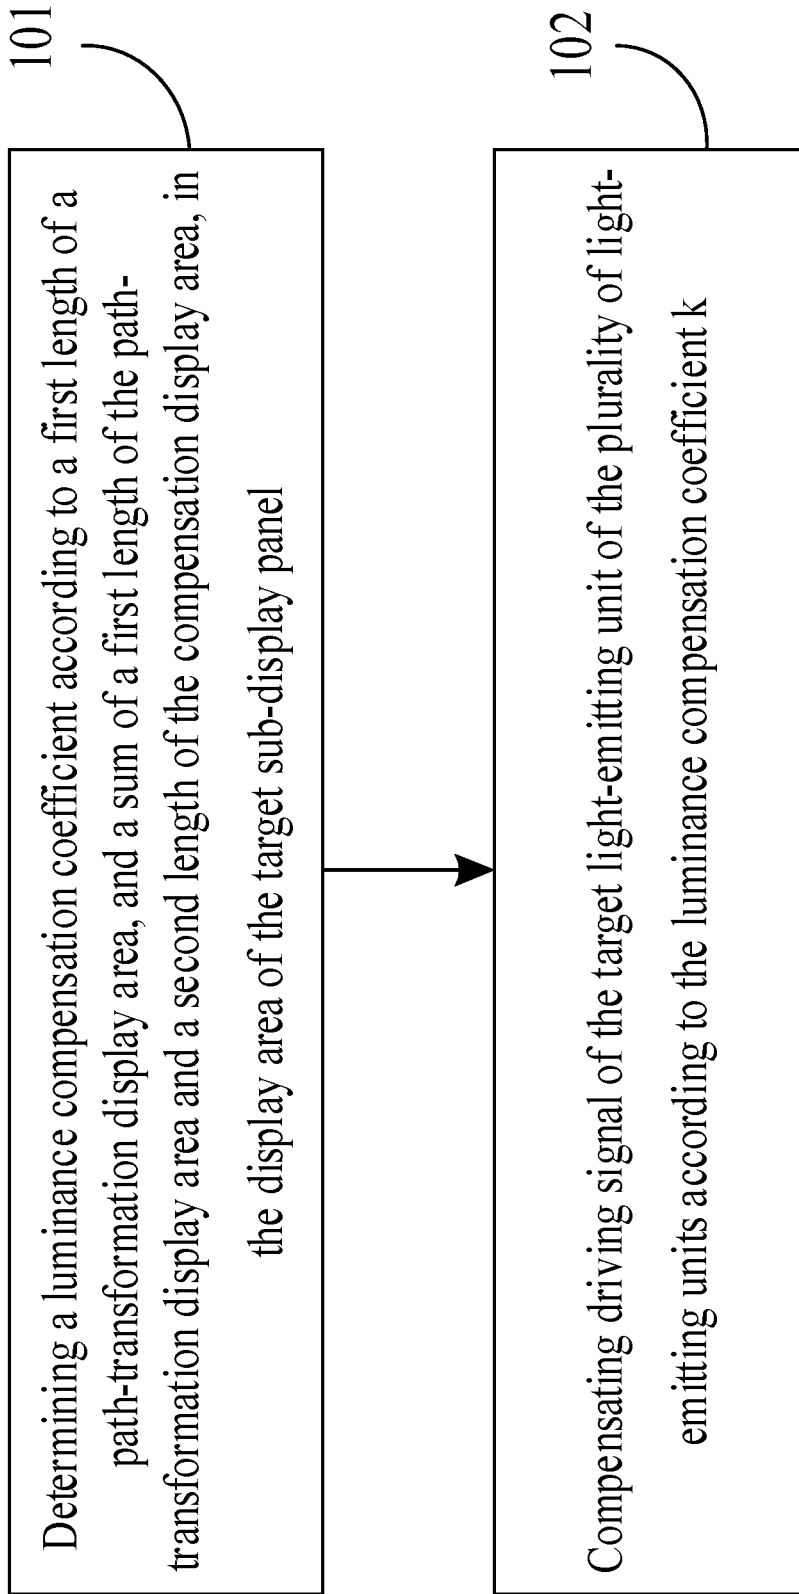 101
Determining a luminance compensation coefficient according to a first length of a
path-transformation display area, and a sum of a first length of the path-
transformation display area and a second length of the compensation display area, in
the display area of the target sub-display panel
102
Compensating driving signal of the target light-emitting unit of the plurality of light-
emitting units according to the luminance compensation coefficient k